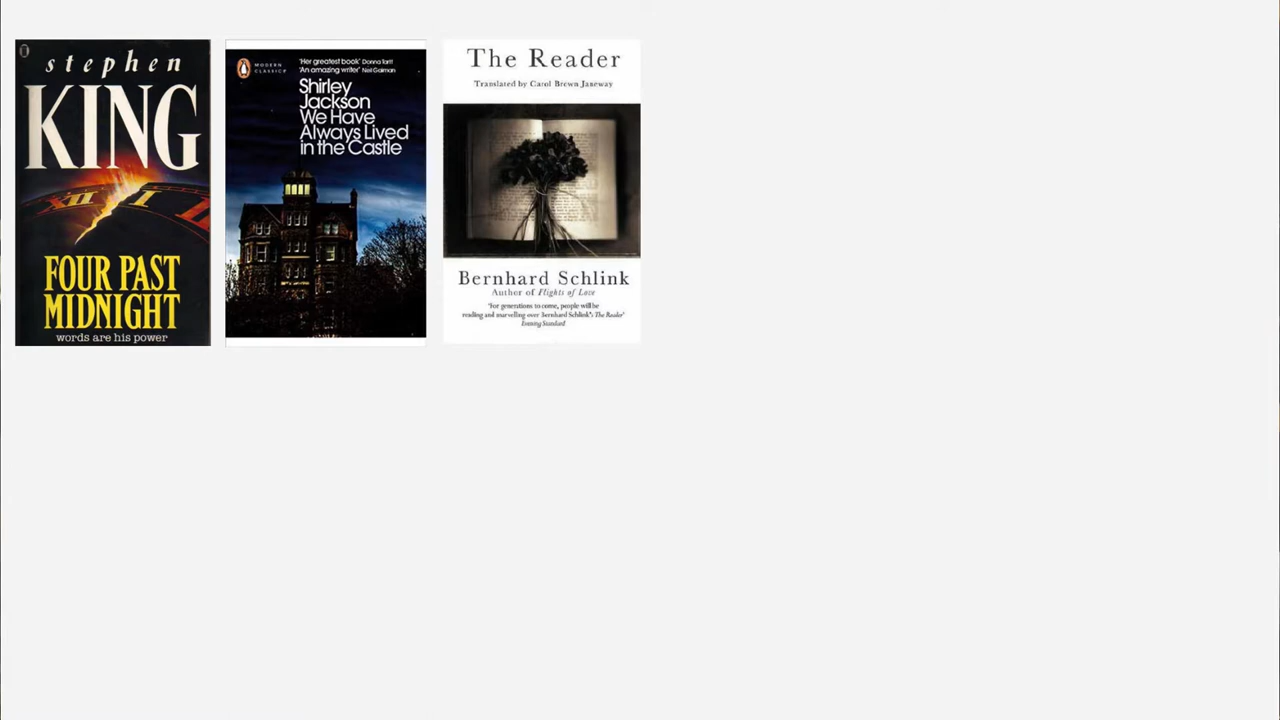 stephen
KING
XII I II
FOUR PAST
MIDNIGHT
words are his power
MODERN
CLASSICS
'Her greatest book' Donna Tartt
'An amazing writer' Neil Gaiman
Shirley
Jackson
We Have
Always Lived
in the Castle
The Reader
Translated by Carol Brown Janeway
Bernhard Schlink
Author of Flights of Love
'For generations to come, people will be
reading and marvelling over Bernhard Schlink's The Reader'
Evening Standard